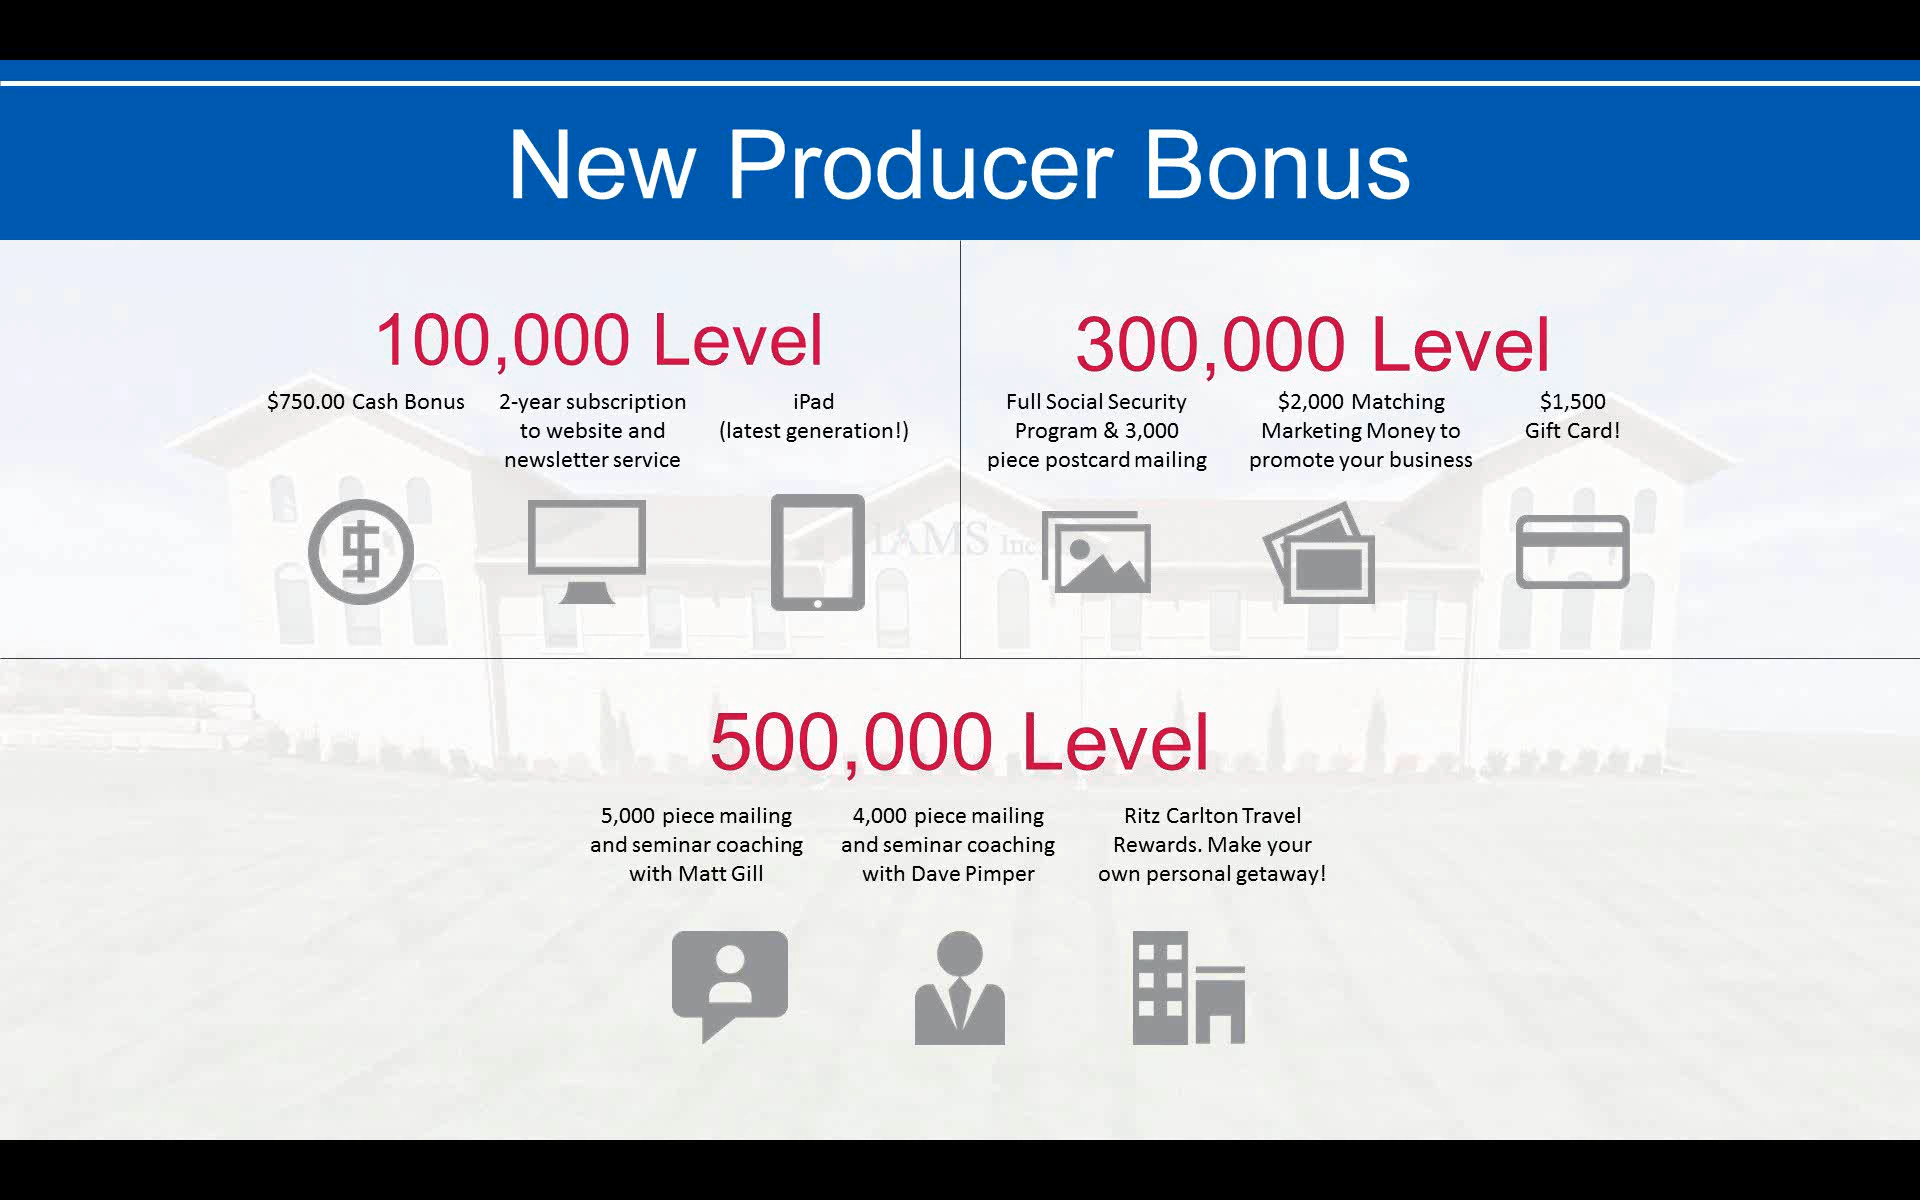 New Producer Bonus
100,000 Level
$750.00 Cash Bonus
2-year subscription
to website and
newsletter service
iPad
(latest generation!)
300,000 Level
Full Social Security
Program & 3,000
piece postcard mailing
$2,000 Matching
Marketing Money to
promote your business
$1,500
Gift Card!
IAMS Inc.
500,000 Level
5,000 piece mailing
and seminar coaching
with Matt Gill
4,000 piece mailing
and seminar coaching
with Dave Pimper
Ritz Carlton Travel
Rewards. Make your
own personal getaway!